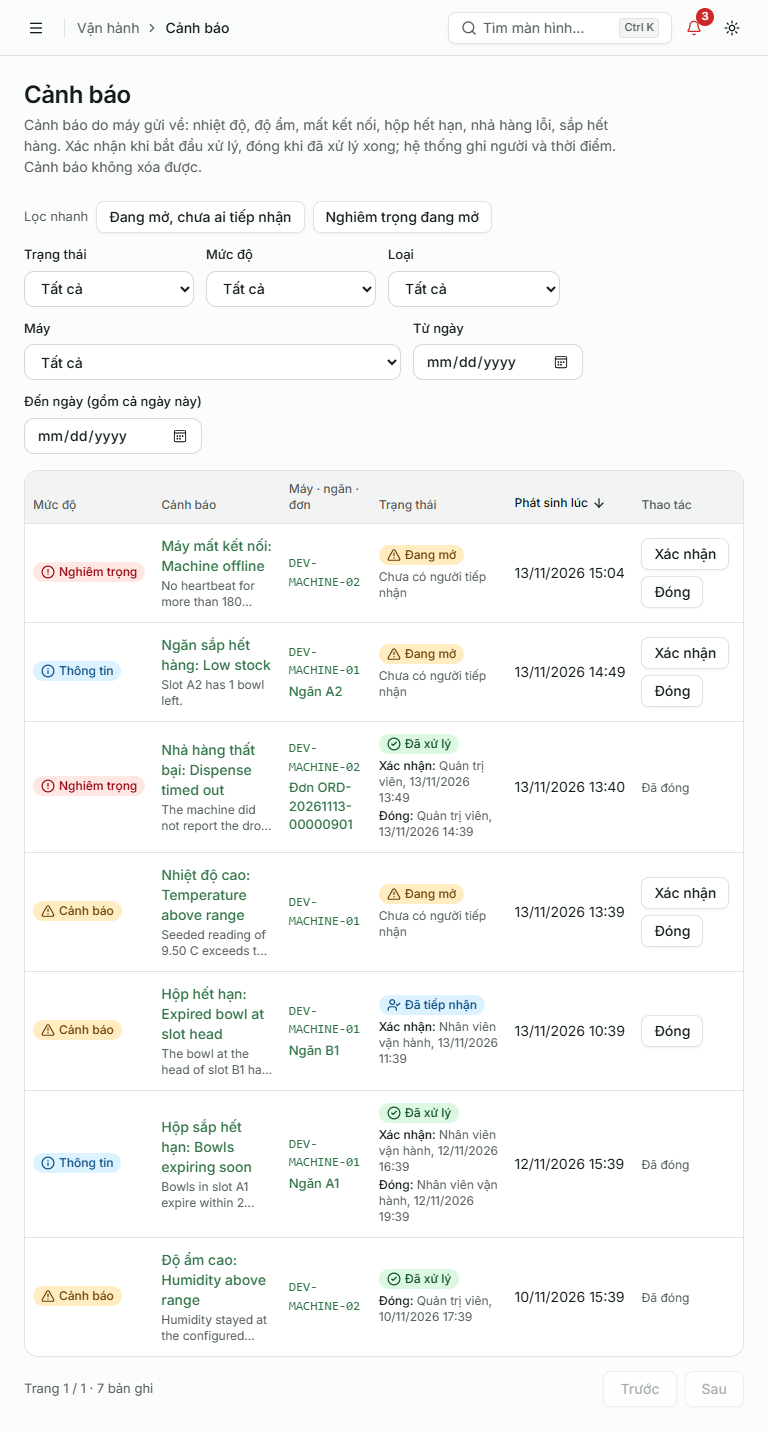 Vận hành > Cảnh báo
Tìm màn hình...
Ctrl K
3
Cảnh báo
Cảnh báo do máy gửi về: nhiệt độ, độ ẩm, mất kết nối, hộp hết hạn, nhả hàng lỗi, sắp hết
hàng. Xác nhận khi bắt đầu xử lý, đóng khi đã xử lý xong; hệ thống ghi người và thời điểm.
Cảnh báo không xóa được.
Lọc nhanh
Đang mở, chưa ai tiếp nhận
Nghiêm trọng đang mở
Trạng thái
Mức độ
Loại
Tất cả
Tất cả
Tất cả
Máy
Từ ngày
Tất cả
mm/dd/yyyy
Đến ngày (gồm cả ngày này)
mm/dd/yyyy
Mức độ
Cảnh báo
Máy · ngăn ·
đơn
Trạng thái
Phát sinh lúc ↓
Thao tác
Nghiêm trọng
Máy mất kết nối:
Machine offline
No heartbeat for
more than 180...
DEV-
MACHINE-02
Đang mở
Chưa có người tiếp
nhận
13/11/2026 15:04
Xác nhận
Đóng
Thông tin
Ngăn sắp hết
hàng: Low stock
Slot A2 has 1 bowl
left.
DEV-
MACHINE-01
Ngăn A2
Đang mở
Chưa có người tiếp
nhận
13/11/2026 14:49
Xác nhận
Đóng
Nghiêm trọng
Nhả hàng thất
bại: Dispense
timed out
The machine did
not report the dro...
DEV-
MACHINE-02
Đơn ORD-
20261113-
00000901
Đã xử lý
Xác nhận: Quản trị
viên, 13/11/2026
13:49
Đóng: Quản trị viên,
13/11/2026 14:39
13/11/2026 13:40
Đã đóng
Cảnh báo
Nhiệt độ cao:
Temperature
above range
Seeded reading of
9.50 C exceeds t...
DEV-
MACHINE-01
Đang mở
Chưa có người tiếp
nhận
13/11/2026 13:39
Xác nhận
Đóng
Cảnh báo
Hộp hết hạn:
Expired bowl at
slot head
The bowl at the
head of slot B1 ha...
DEV-
MACHINE-01
Ngăn B1
Đã tiếp nhận
Xác nhận: Nhân viên
vận hành, 13/11/2026
11:39
13/11/2026 10:39
Đóng
Thông tin
Hộp sắp hết
hạn: Bowls
expiring soon
Bowls in slot A1
expire within 2...
DEV-
MACHINE-01
Ngăn A1
Đã xử lý
Xác nhận: Nhân viên
vận hành, 12/11/2026
16:39
Đóng: Nhân viên vận
hành, 12/11/2026
19:39
12/11/2026 15:39
Đã đóng
Cảnh báo
Độ ẩm cao:
Humidity above
range
Humidity stayed at
the configured...
DEV-
MACHINE-02
Đã xử lý
Đóng: Quản trị viên,
10/11/2026 17:39
10/11/2026 15:39
Đã đóng
Trang 1 / 1 · 7 bản ghi
Trước
Sau